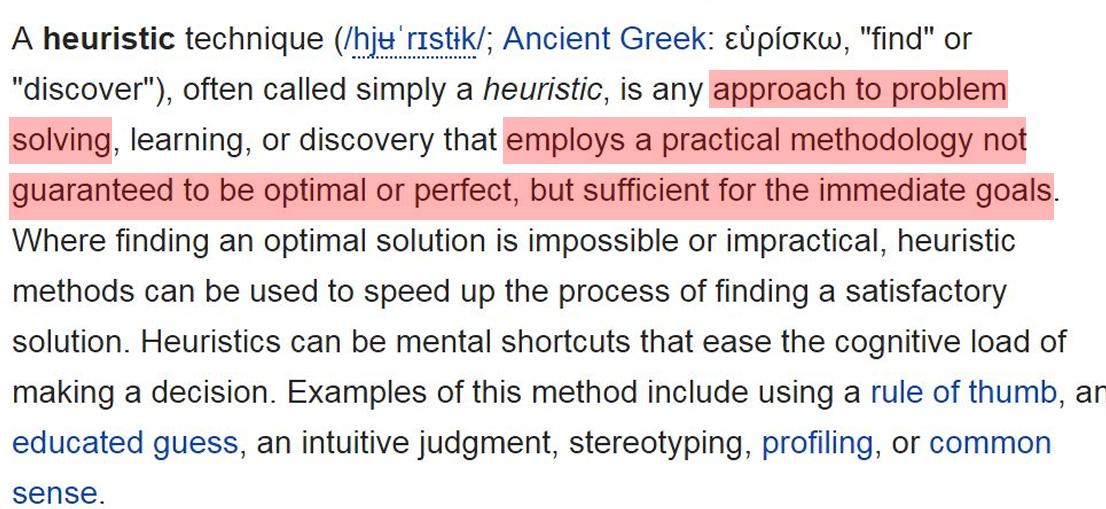 A heuristic technique (/hjʉˈrɪstɨk/; Ancient Greek: εὑρίσκω, "find" or
"discover"), often called simply a heuristic, is any approach to problem
solving, learning, or discovery that employs a practical methodology not
guaranteed to be optimal or perfect, but sufficient for the immediate goals.
Where finding an optimal solution is impossible or impractical, heuristic
methods can be used to speed up the process of finding a satisfactory
solution. Heuristics can be mental shortcuts that ease the cognitive load of
making a decision. Examples of this method include using a rule of thumb, an
educated guess, an intuitive judgment, stereotyping, profiling, or common
sense.